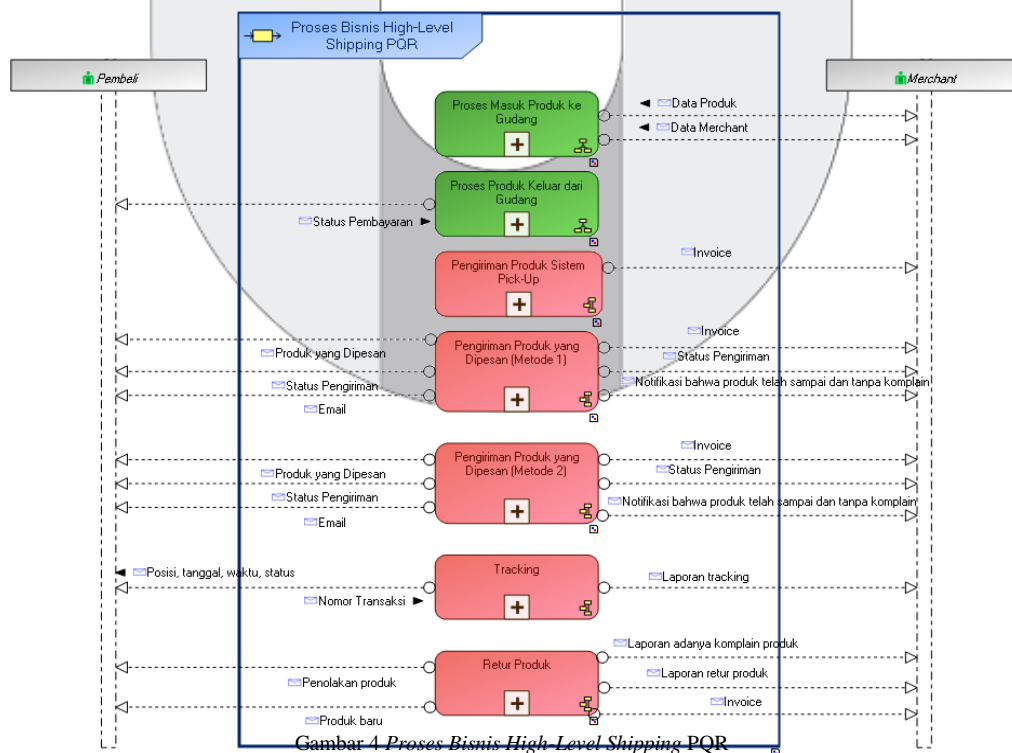 Proses Bisnis High-Level
Shipping PQR
Pembeli
Merchant
Proses Masuk Produk ke
Gudang
Data Produk
Data Merchant
Proses Produk Keluar dari
Gudang
Status Pembayaran
Pengiriman Produk Sistem
Pick-Up
Invoice
Pengiriman Produk yang
Dipesan (Metode 1)
Produk yang Dipesan
Status Pengiriman
Email
Invoice
Status Pengiriman
Notifikasi bahwa produk telah sampai dan tanpa komplain
Pengiriman Produk yang
Dipesan (Metode 2)
Produk yang Dipesan
Status Pengiriman
Email
Invoice
Status Pengiriman
Notifikasi bahwa produk telah sampai dan tanpa komplain
Tracking
Posisi, tanggal, waktu, status
Nomor Transaksi
Laporan tracking
Retur Produk
Penolakan produk
Produk baru
Laporan adanya komplain produk
Laporan retur produk
Invoice
Gambar 4 Proses Bisnis High-Level Shipping PQR